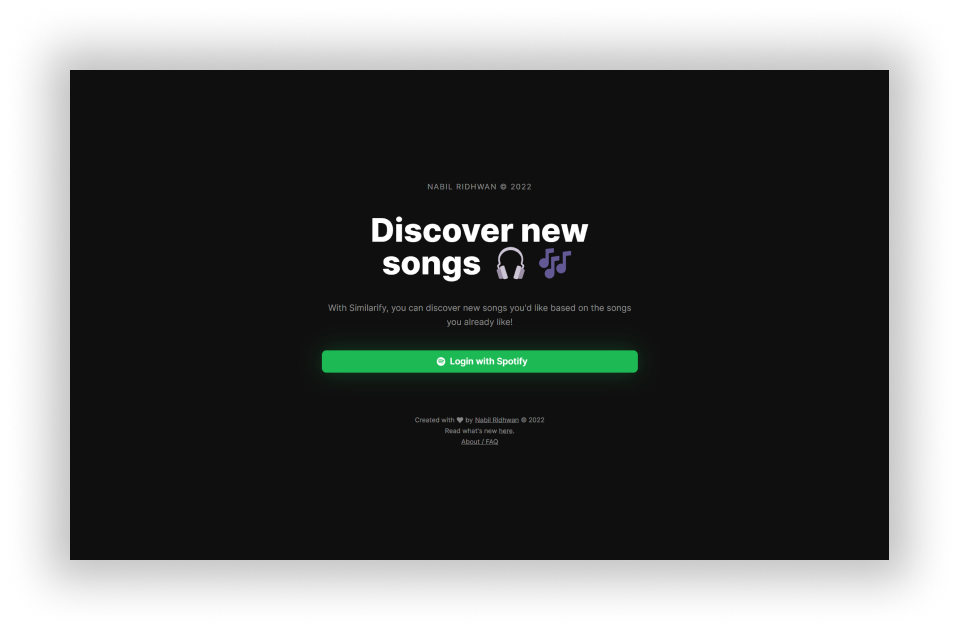 NABIL RIDHWAN © 2022
Discover new
songs 🎧 🎶
With Similarify, you can discover new songs you'd like based on the songs
you already like!
Login with Spotify
Created with ♥ by Nabil Ridhwan © 2022
Read what's new here.
About / FAQ